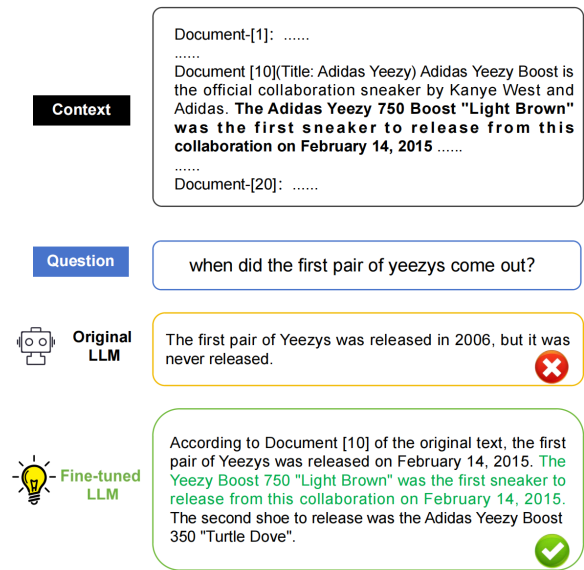 Document-[1]: ......
......
Document [10](Title: Adidas Yeezy) Adidas Yeezy Boost is
the official collaboration sneaker by Kanye West and
Adidas. The Adidas Yeezy 750 Boost "Light Brown"
was the first sneaker to release from this
collaboration on February 14, 2015 ......
......
Document-[20]: ......
Context
Question
when did the first pair of yeezys come out?
Original
LLM
The first pair of Yeezys was released in 2006, but it was
never released.
Fine-tuned
LLM
According to Document [10] of the original text, the first
pair of Yeezys was released on February 14, 2015. The
Yeezy Boost 750 "Light Brown" was the first sneaker to
release from this collaboration on February 14, 2015.
The second shoe to release was the Adidas Yeezy Boost
350 "Turtle Dove".